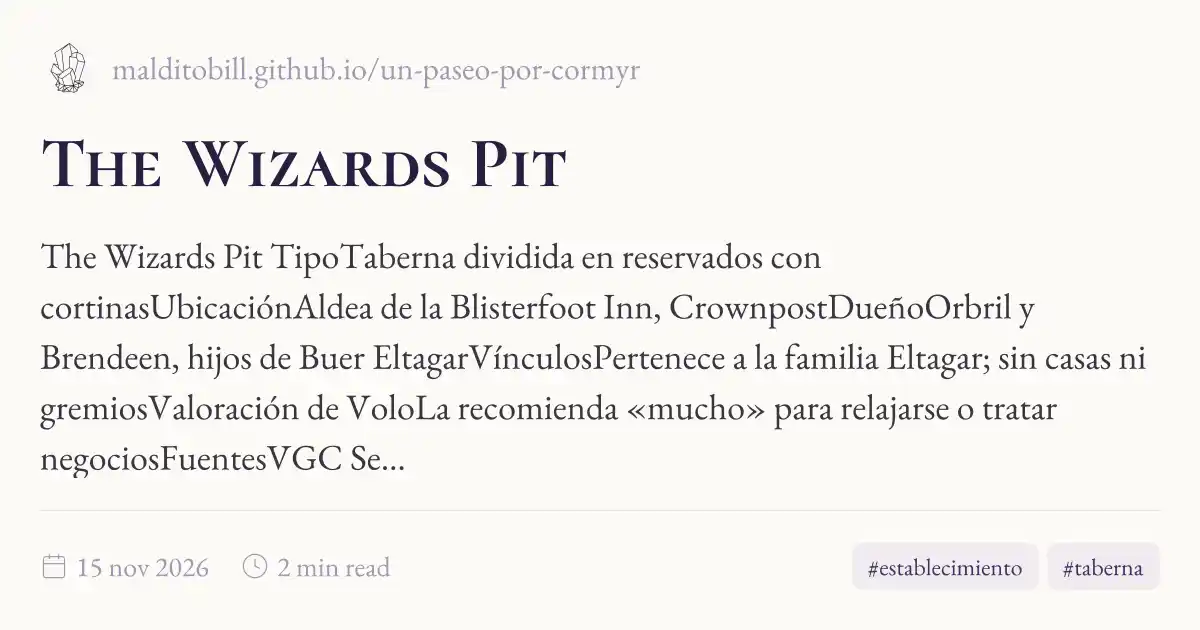 malditobill.github.io/un-paseo-por-cormyr
The Wizards Pit
The Wizards Pit TipoTaberna dividida en reservados con
cortinasUbicaciónAldea de la Blisterfoot Inn, CrownpostDueñoOrbril y
Brendeen, hijos de Buer EltagarVínculosPertenece a la familia Eltagar; sin casas ni
gremiosValoración de VoloLa recomienda «mucho» para relajarse o tratar
negociosFuentesVGC Se...
15 nov 2026 2 min read #establecimiento #taberna